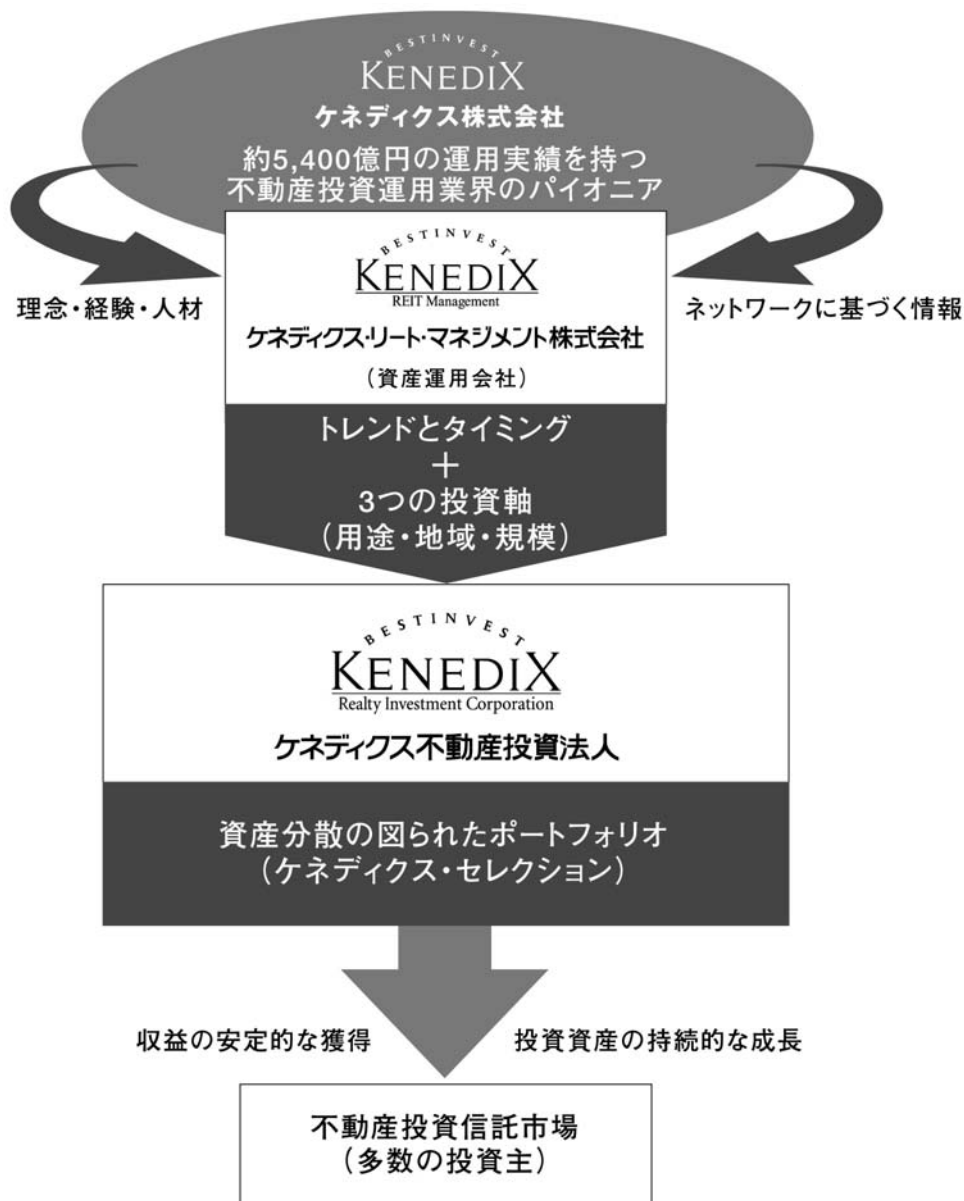 BESTINVEST
KENEDIX
ケネディクス株式会社
約5,400億円の運用実績を持つ
不動産投資運用業界のパイオニア
BESTINVEST
KENEDIX
REIT Management
ケネディクス・リート・マネジメント株式会社
（資産運用会社）
理念・経験・人材
ネットワークに基づく情報
トレンドとタイミング
＋
3つの投資軸
（用途・地域・規模）
BESTINVEST
KENEDIX
Realty Investment Corporation
ケネディクス不動産投資法人
資産分散の図られたポートフォリオ
（ケネディクス・セレクション）
収益の安定的な獲得
投資資産の持続的な成長
不動産投資信託市場
（多数の投資主）